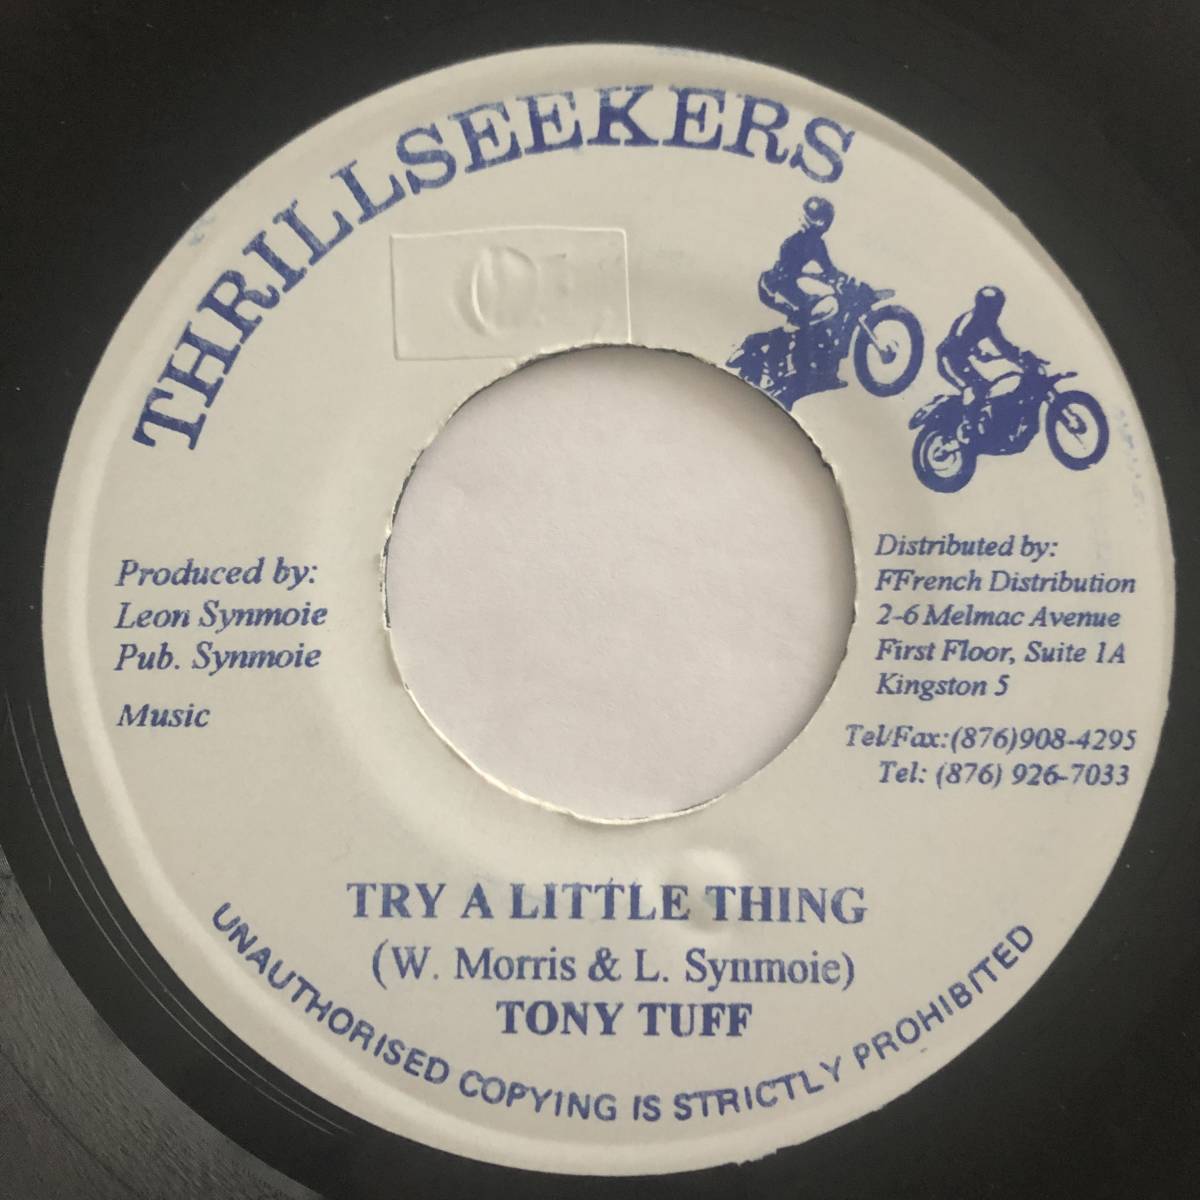 THRILLSEEKERS
Produced by:
Leon Synmoie
Pub. Synmoie
Music
Distributed by:
FFrench Distribution
2-6 Melmac Avenue
First Floor, Suite 1A
Kingston 5
Tel/Fax:(876)908-4295
Tel: (876) 926-7033
TRY A LITTLE THING
(W. Morris & L. Synmoie)
TONY TUFF
UNAUTHORISED COPYING IS STRICTLY PROHIBITED